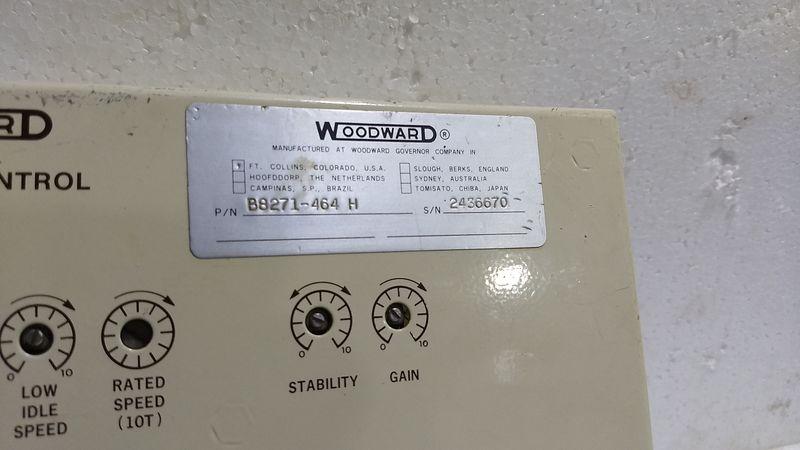 WOODWARD®
MANUFACTURED AT WOODWARD GOVERNOR COMPANY IN
FT. COLLINS, COLORADO, U.S.A.
HOOFDDORP, THE NETHERLANDS
CAMPINAS, S.P., BRAZIL
SLOUGH, BERKS, ENGLAND
SYDNEY, AUSTRALIA
TOMISATO, CHIBA, JAPAN
P/N B8271-464 H
S/N 2436670
RD
NTROL
0 10
LOW
IDLE
SPEED
RATED
SPEED
(10T)
0 10
STABILITY
0 10
GAIN